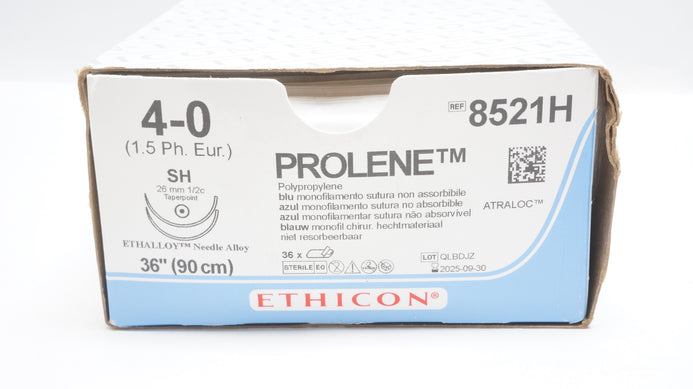 4-0
(1.5 Ph. Eur.)
SH
26 mm 1/2c
Taperpoint
ETHALLOY™ Needle Alloy
36" (90 cm)
REF 8521H
PROLENE™
Polypropylene
blu monofilamento sutura non assorbibile
azul monofilamento sutura no absorbible
azul monofilamentar sutura não absorvível
blauw monofil chirur. hechtmateriaal
niet resorbeerbaar
ATRALOC™
36 x
STERILE EO
LOT QLBDJZ
2025-09-30
ETHICON®